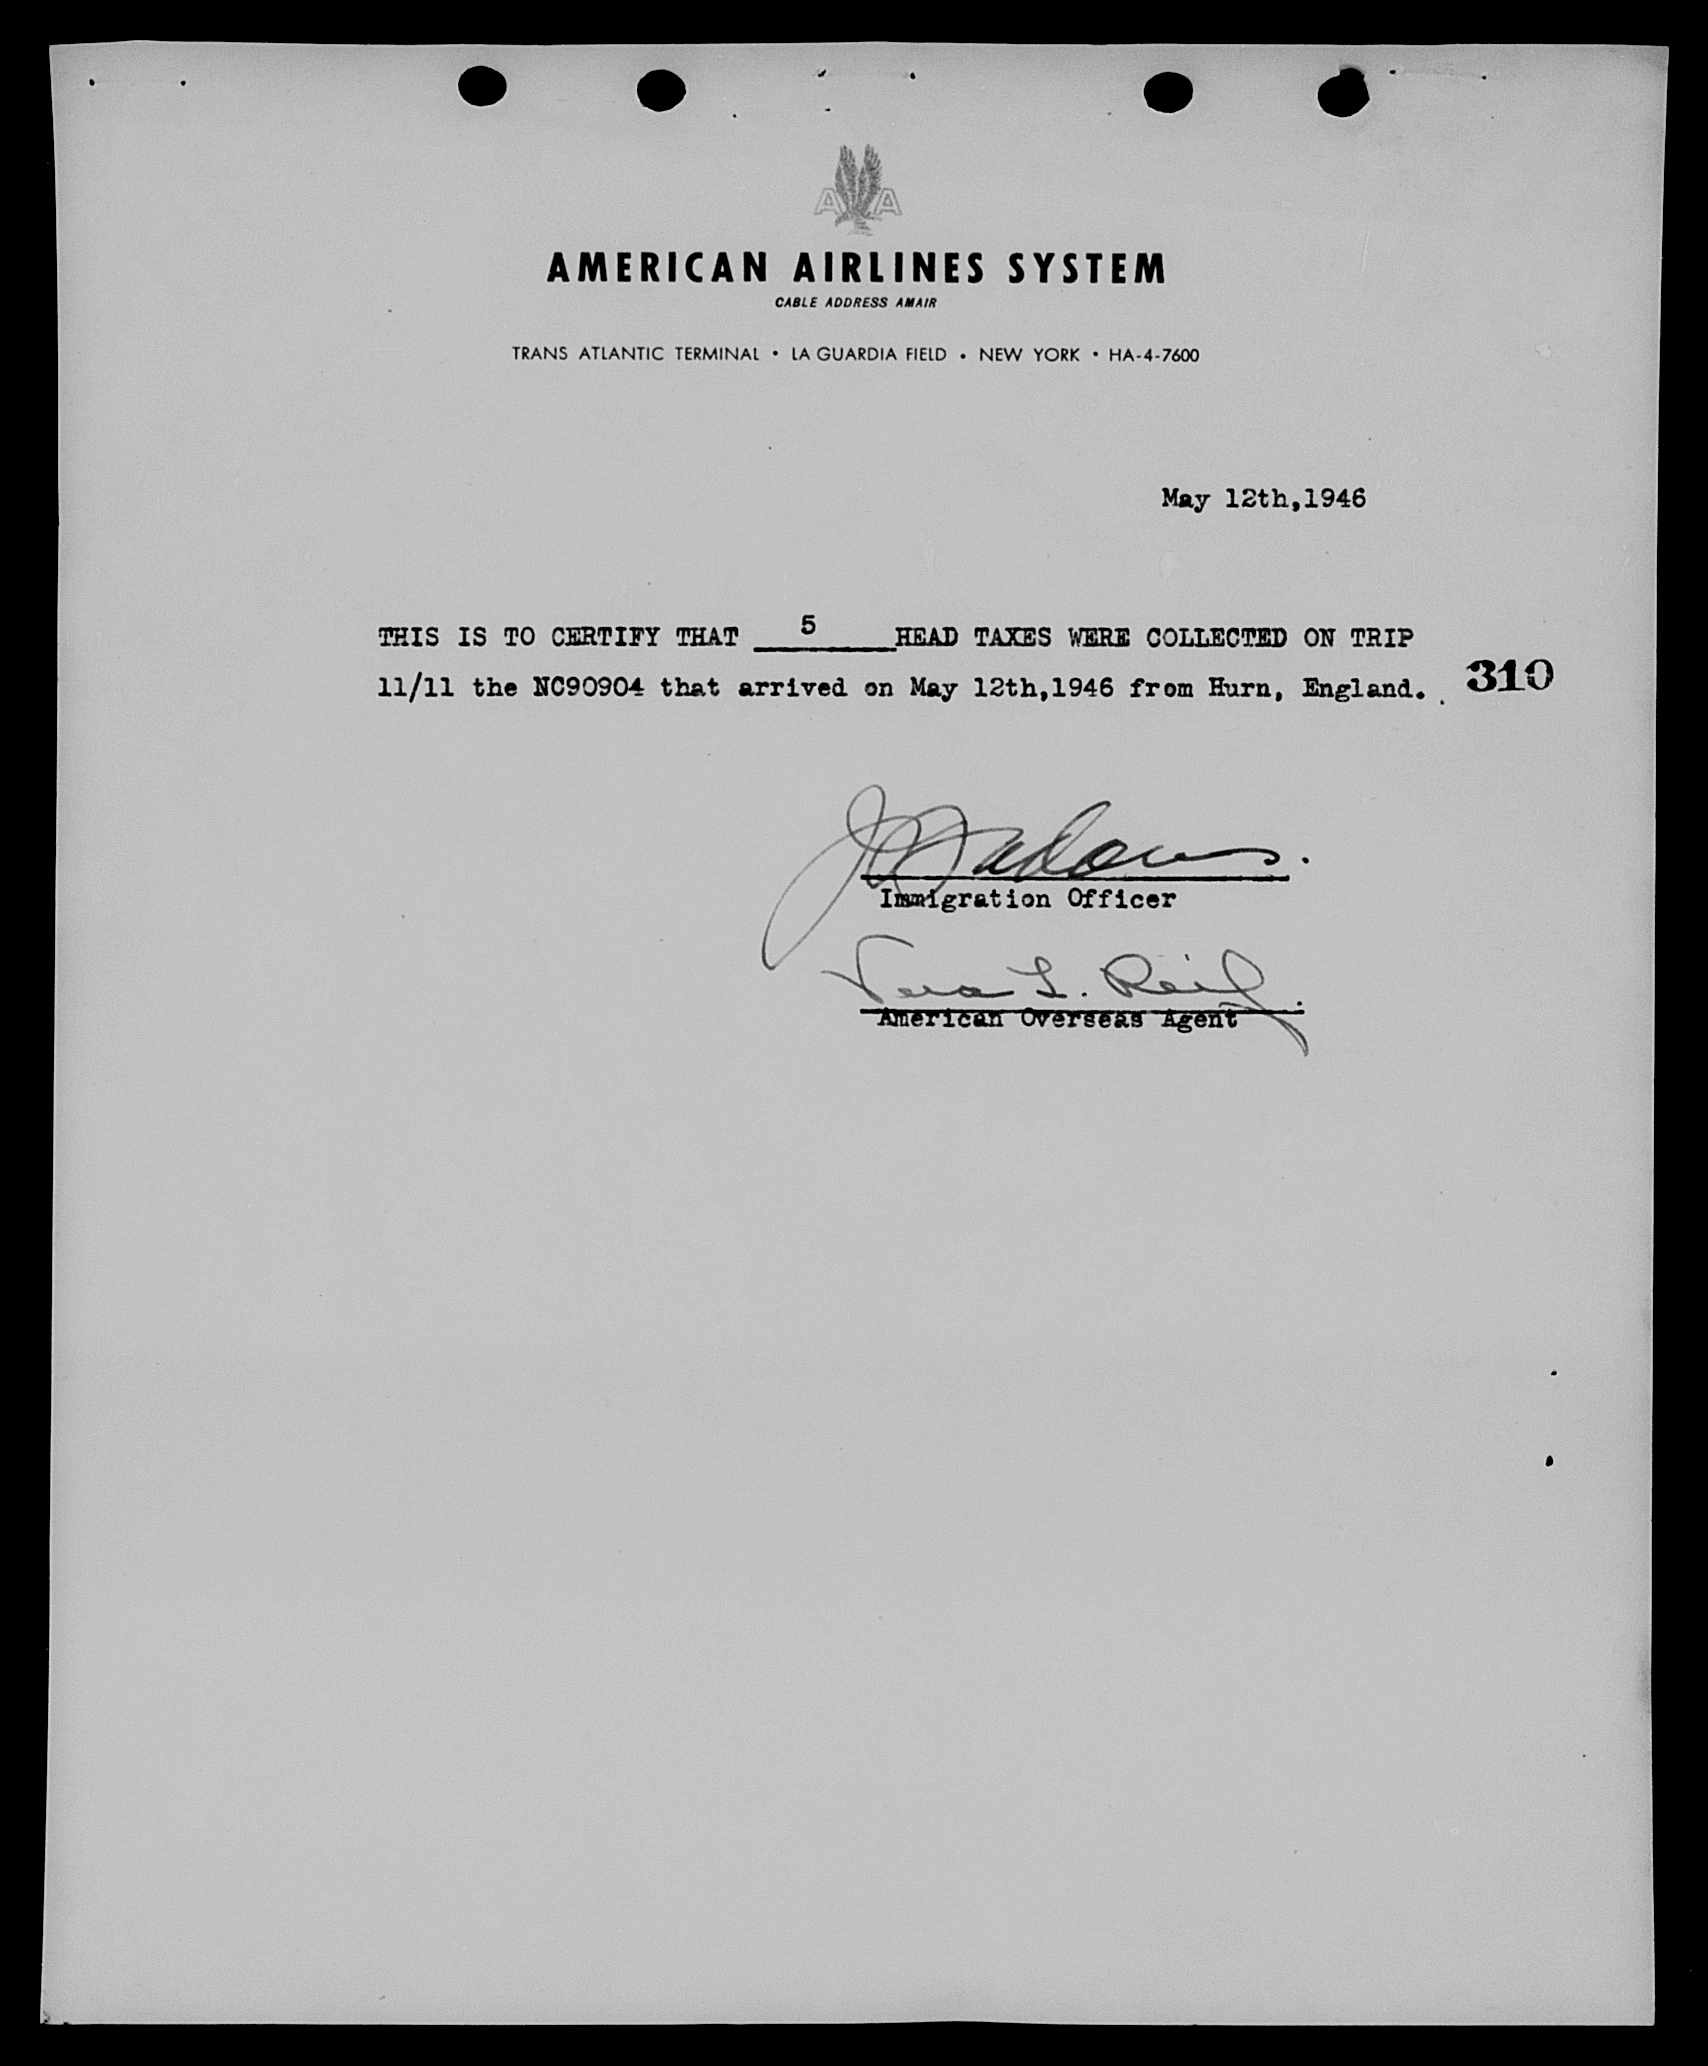 A A
AMERICAN AIRLINES SYSTEM
CABLE ADDRESS AMAIR
TRANS ATLANTIC TERMINAL • LA GUARDIA FIELD • NEW YORK • HA-4-7600
May 12th,1946
THIS IS TO CERTIFY THAT 5 HEAD TAXES WERE COLLECTED ON TRIP
11/11 the NC90904 that arrived on May 12th,1946 from Hurn, England.
310
Immigration Officer
Vera L. Reid
American Overseas Agent